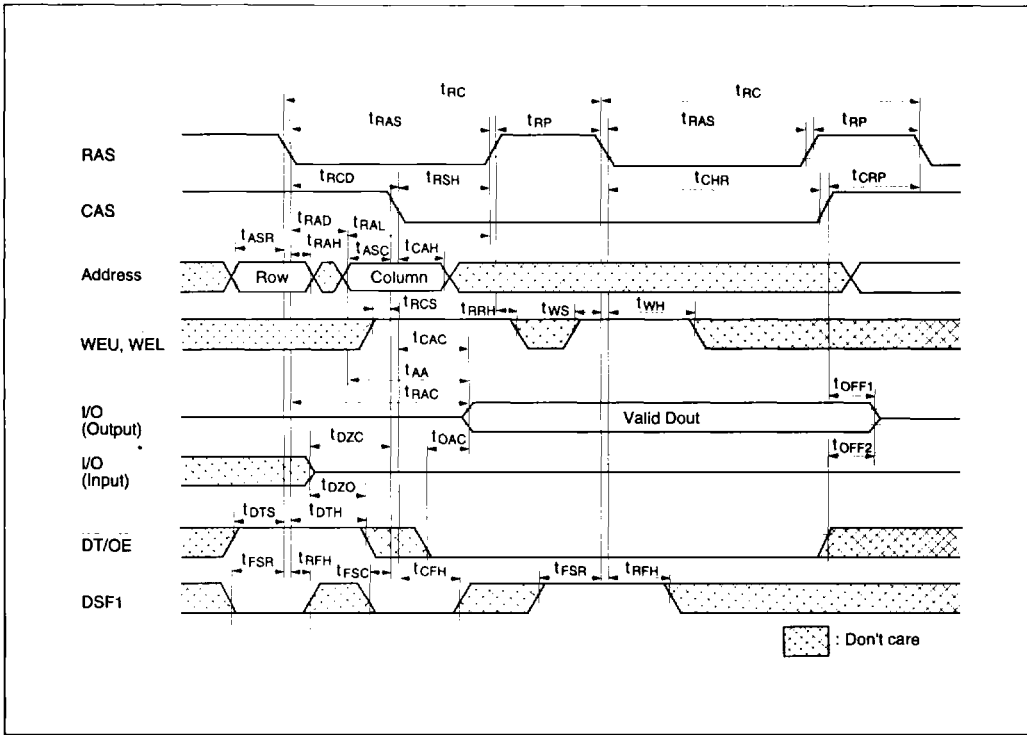 tRC tRC
tRAS tRP tRAS tRP
RAS
tRCD tRSH tCHR tCRP
CAS
tRAD tRAL
tASR tRAH tASC tCAH
Address Row Column
tRCS tRRH tWS tWH
WEU, WEL
tCAC
tAA
tRAC tOFF1
I/O
(Output) Valid Dout
tDZC tOAC tOFF2
I/O
(Input)
tDZO
tDTS tDTH
DT/OE
tFSR tRFH tFSC tCFH tFSR tRFH
DSF1
: Don't care